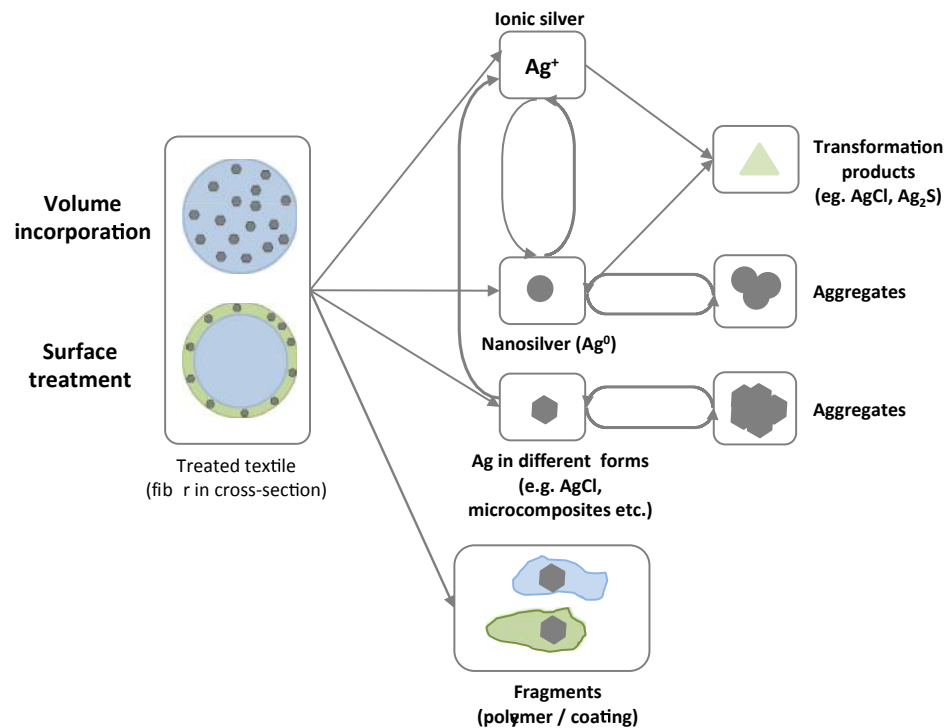 Ionic silver
Ag⁺
Volume
incorporation
Transformation
products
(eg. AgCl, Ag₂S)
Aggregates
Nanosilver (Ag⁰)
Surface
treatment
Aggregates
Treated textile
(fib r in cross-section)
Ag in different forms
(e.g. AgCl,
microcomposites etc.)
Fragments
(polymer / coating)